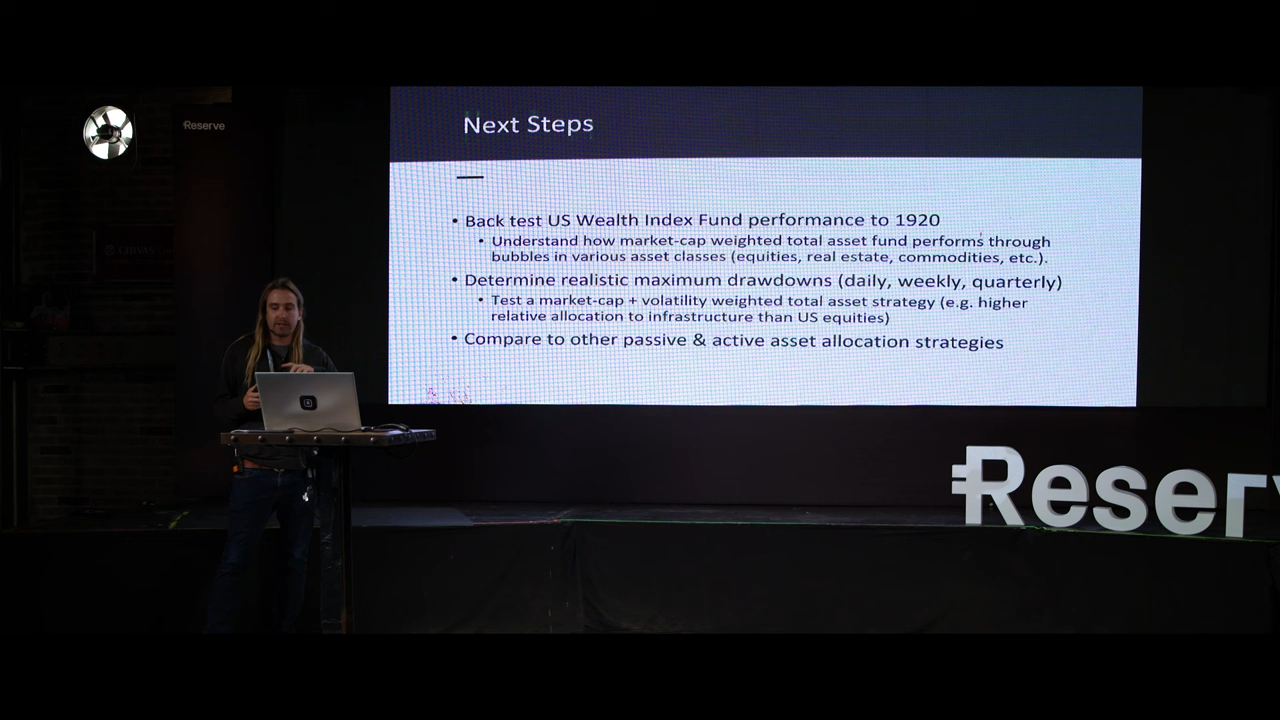 Reserve
Next Steps
• Back test US Wealth Index Fund performance to 1920
• Understand how market-cap weighted total asset fund performs through
bubbles in various asset classes (equities, real estate, commodities, etc.).
• Determine realistic maximum drawdowns (daily, weekly, quarterly)
• Test a market-cap + volatility weighted total asset strategy (e.g. higher
relative allocation to infrastructure than US equities)
• Compare to other passive & active asset allocation strategies
Reser